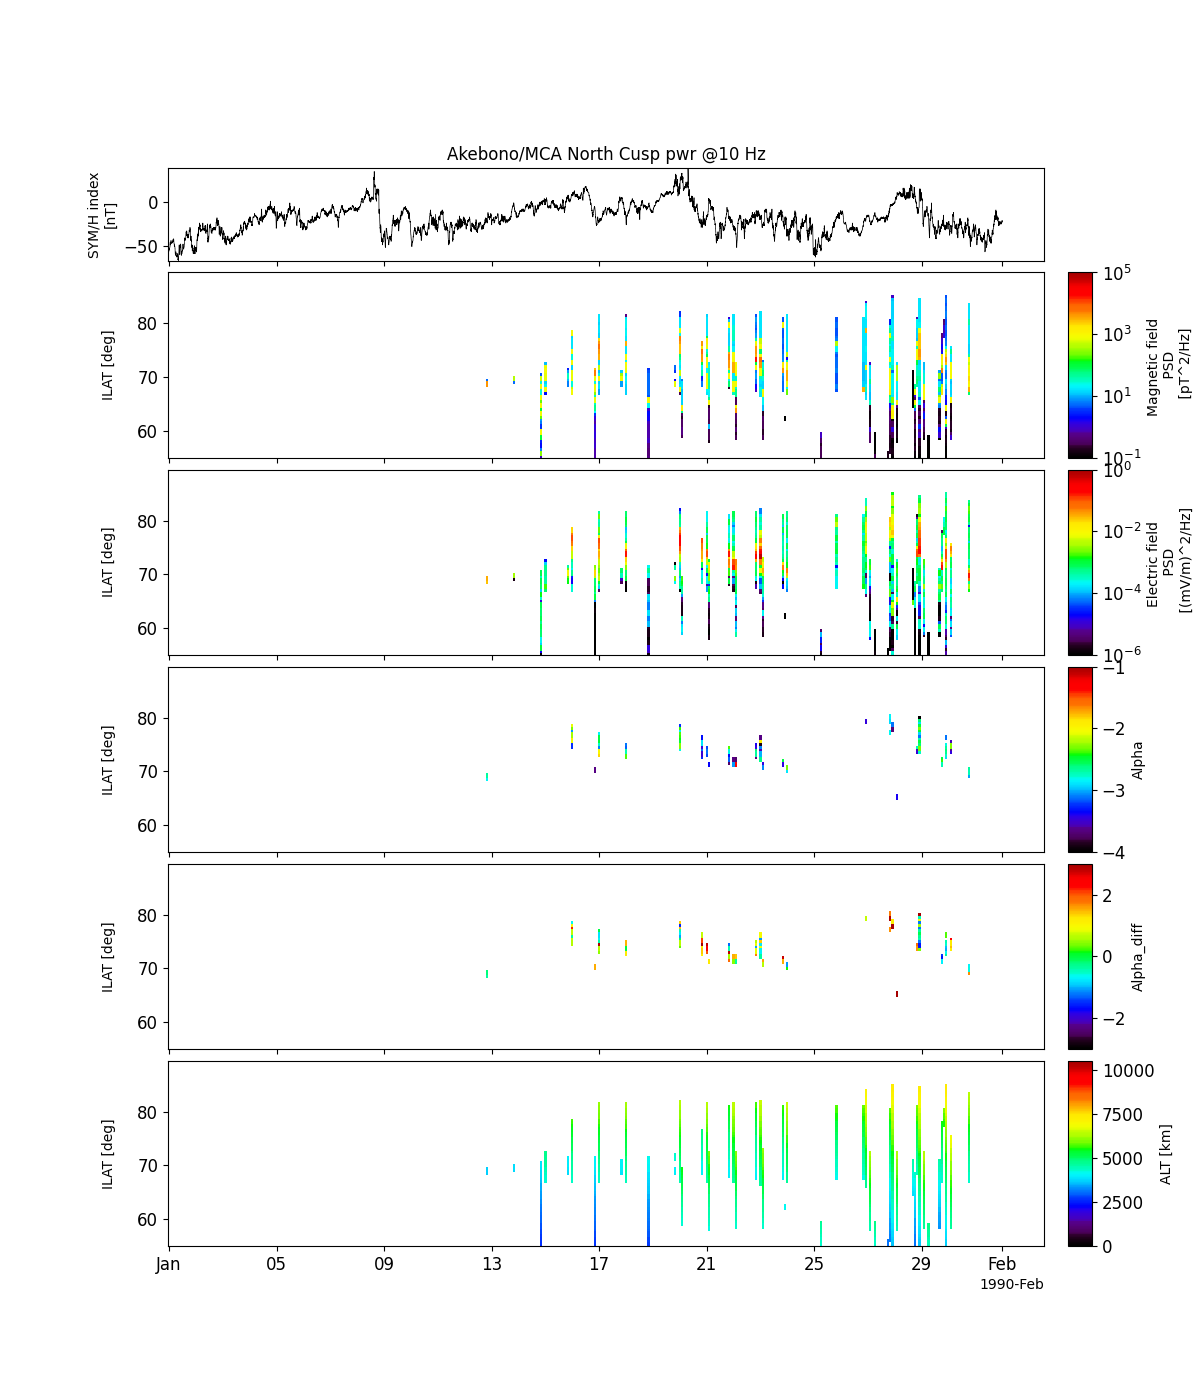 Akebono/MCA North Cusp pwr @10 Hz
SYM/H index
[nT]
0
−50
ILAT [deg]
80
70
60
10^5
10^3
10^1
10^−1
Magnetic field
PSD
[pT^2/Hz]
ILAT [deg]
80
70
60
10^0
10^−2
10^−4
10^−6
Electric field
PSD
[(mV/m)^2/Hz]
ILAT [deg]
80
70
60
−1
−2
−3
−4
Alpha
ILAT [deg]
80
70
60
2
0
−2
Alpha_diff
ILAT [deg]
80
70
60
10000
7500
5000
2500
0
ALT [km]
Jan 05 09 13 17 21 25 29 Feb
1990-Feb